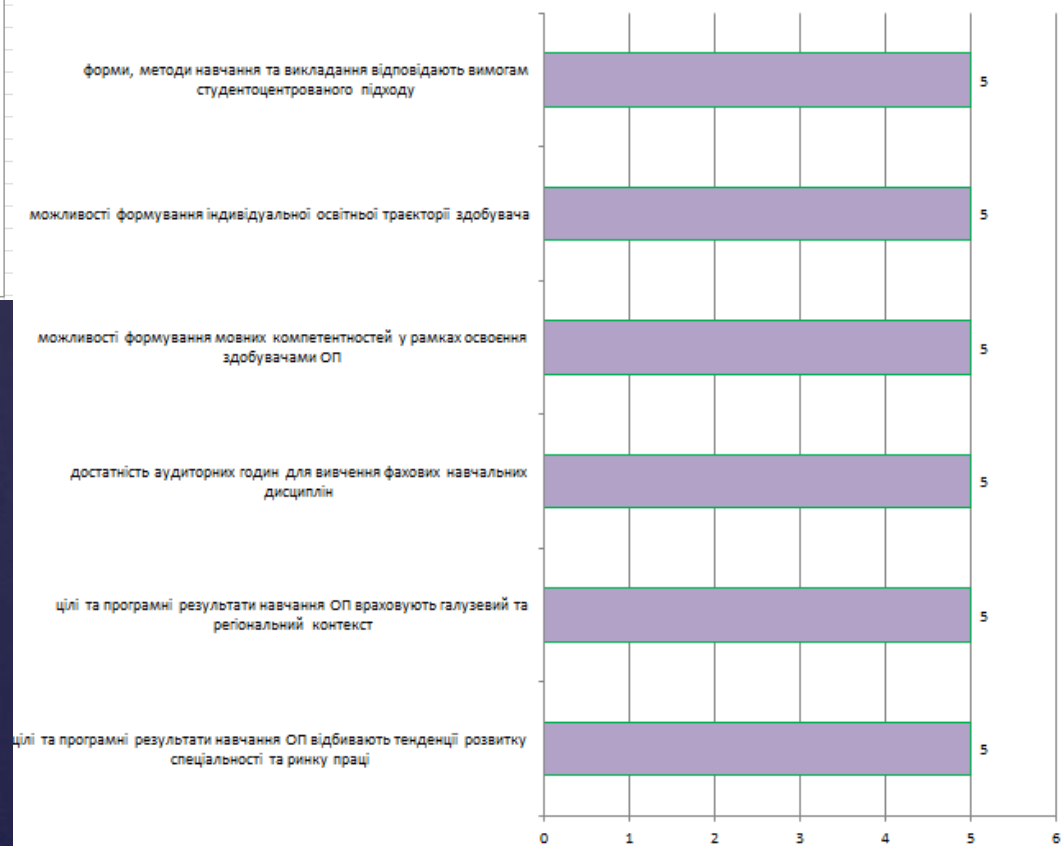 форми, методи навчання та викладання відповідають вимогам
студентоцентрованого підходу
5
можливості формування індивідуальної освітньої траєкторії здобувача
5
можливості формування мовних компетентностей у рамках освоєння
здобувачами ОП
5
достатність аудиторних годин для вивчення фахових навчальних
дисциплін
5
цілі та програмні результати навчання ОП враховують галузевий та
регіональний контекст
5
цілі та програмні результати навчання ОП відбивають тенденції розвитку
спеціальності та ринку праці
5
0 1 2 3 4 5 6